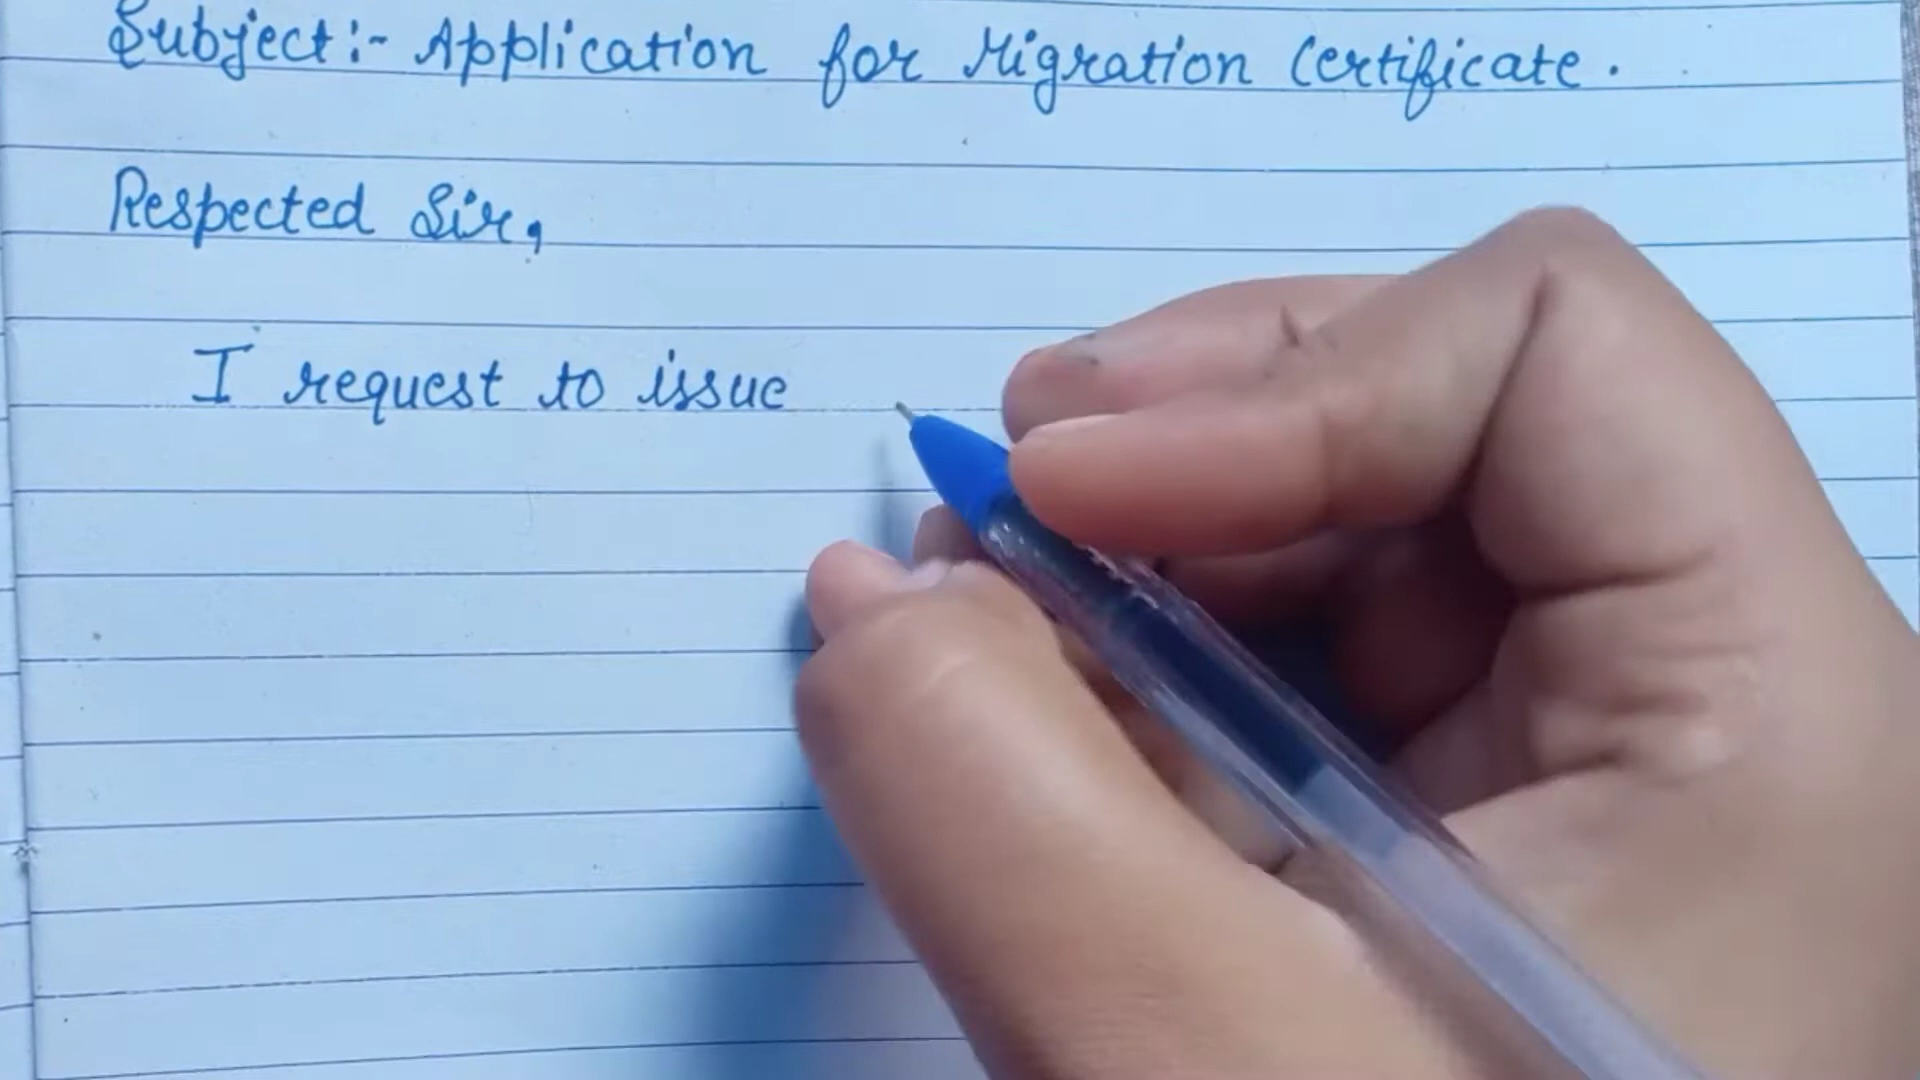 Subject:- Application for Migration Certificate.
Respected Sir,
I request to issue